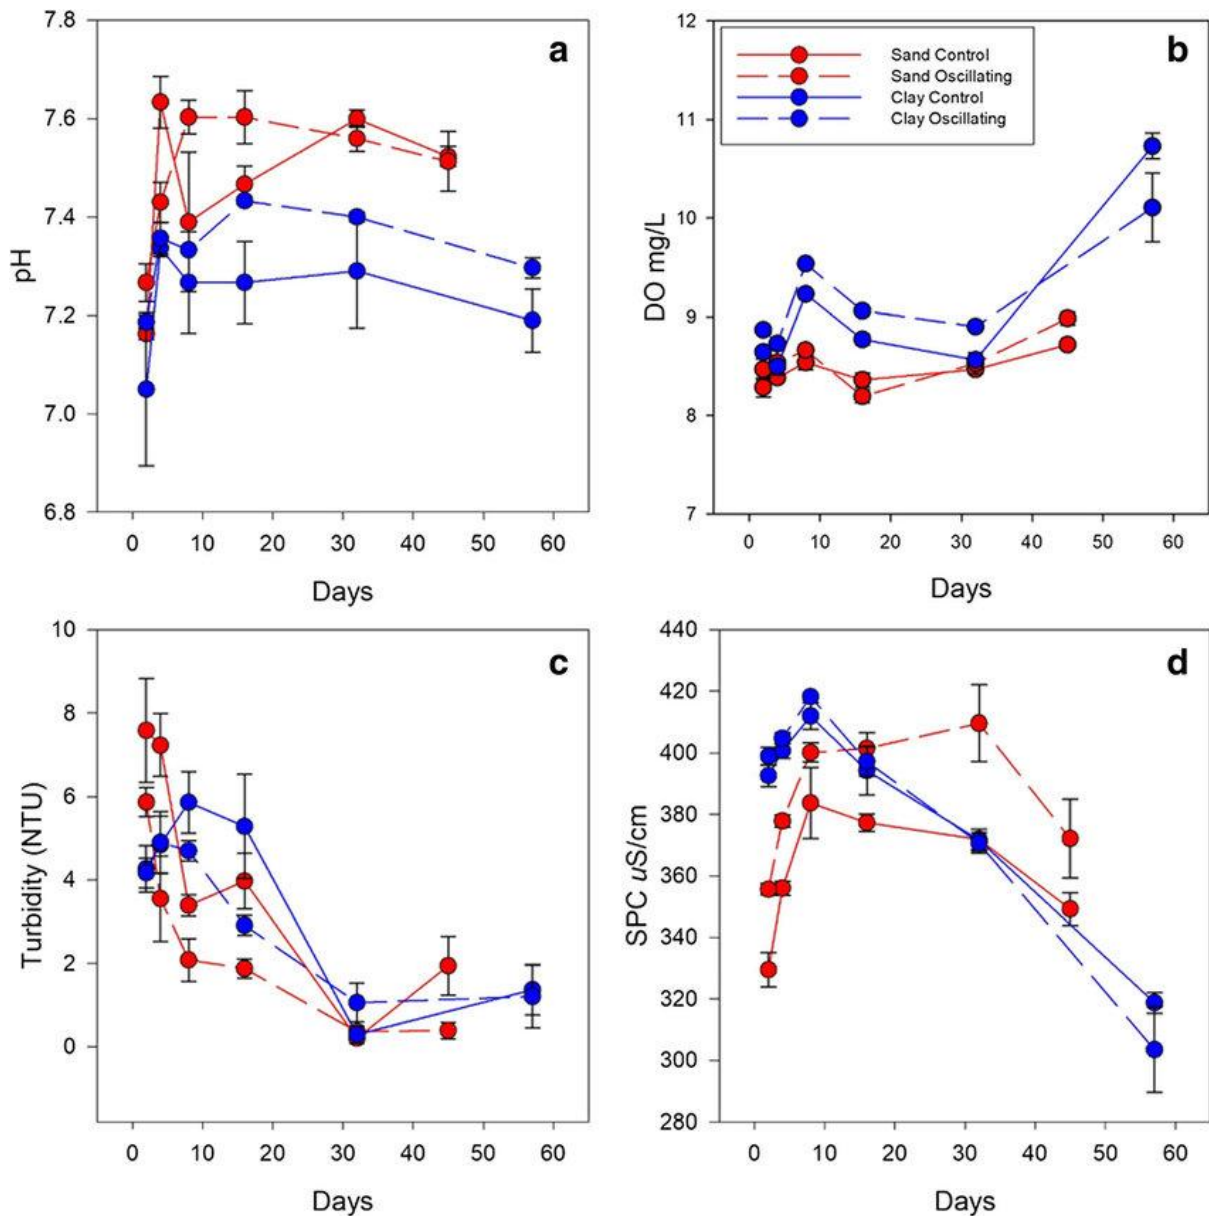 a
7.8
7.6
7.4
7.2
7.0
6.8
pH
0 10 20 30 40 50 60
Days
b
12
11
10
9
8
7
DO mg/L
Sand Control
Sand Oscillating
Clay Control
Clay Oscillating
0 10 20 30 40 50 60
Days
c
10
8
6
4
2
0
Turbidity (NTU)
0 10 20 30 40 50 60
Days
d
440
420
400
380
360
340
320
300
280
SPC uS/cm
0 10 20 30 40 50 60
Days